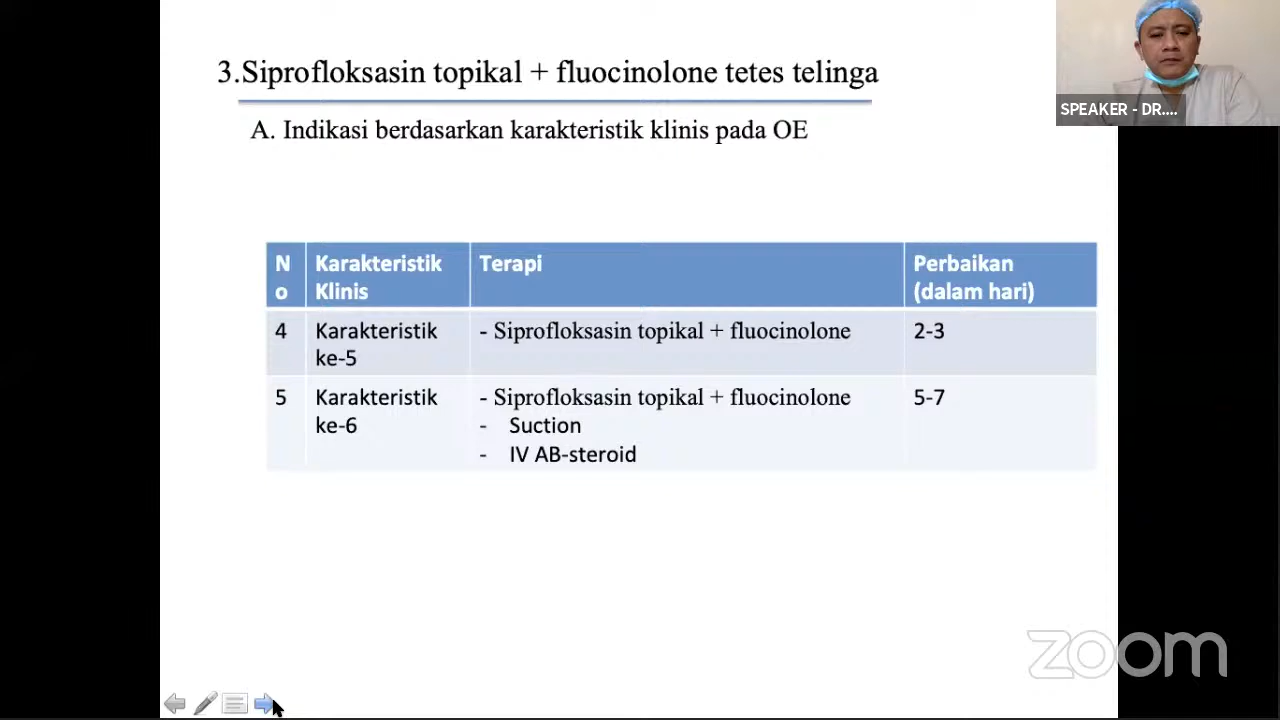 3.Siprofloksasin topikal + fluocinolone tetes telinga
SPEAKER - DR....
A. Indikasi berdasarkan karakteristik klinis pada OE
N
o
Karakteristik
Klinis
Terapi
Perbaikan
(dalam hari)
4
Karakteristik
ke-5
- Siprofloksasin topikal + fluocinolone
2-3
5
Karakteristik
ke-6
- Siprofloksasin topikal + fluocinolone
- Suction
- IV AB-steroid
5-7
zoom